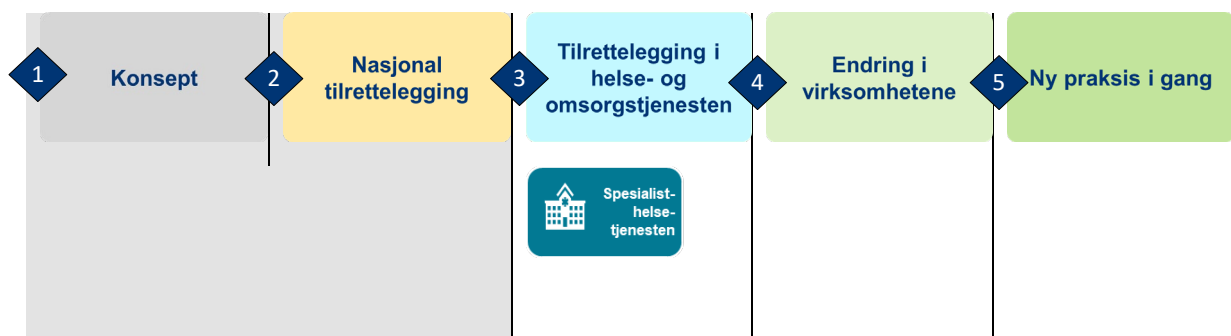 1
Konsept
2
Nasjonal
tilrettelegging
3
Tilrettelegging i
helse- og
omsorgstjenesten
4
Endring i
virksomhetene
5
Ny praksis i gang
Spesialist-
helse-
tjenesten